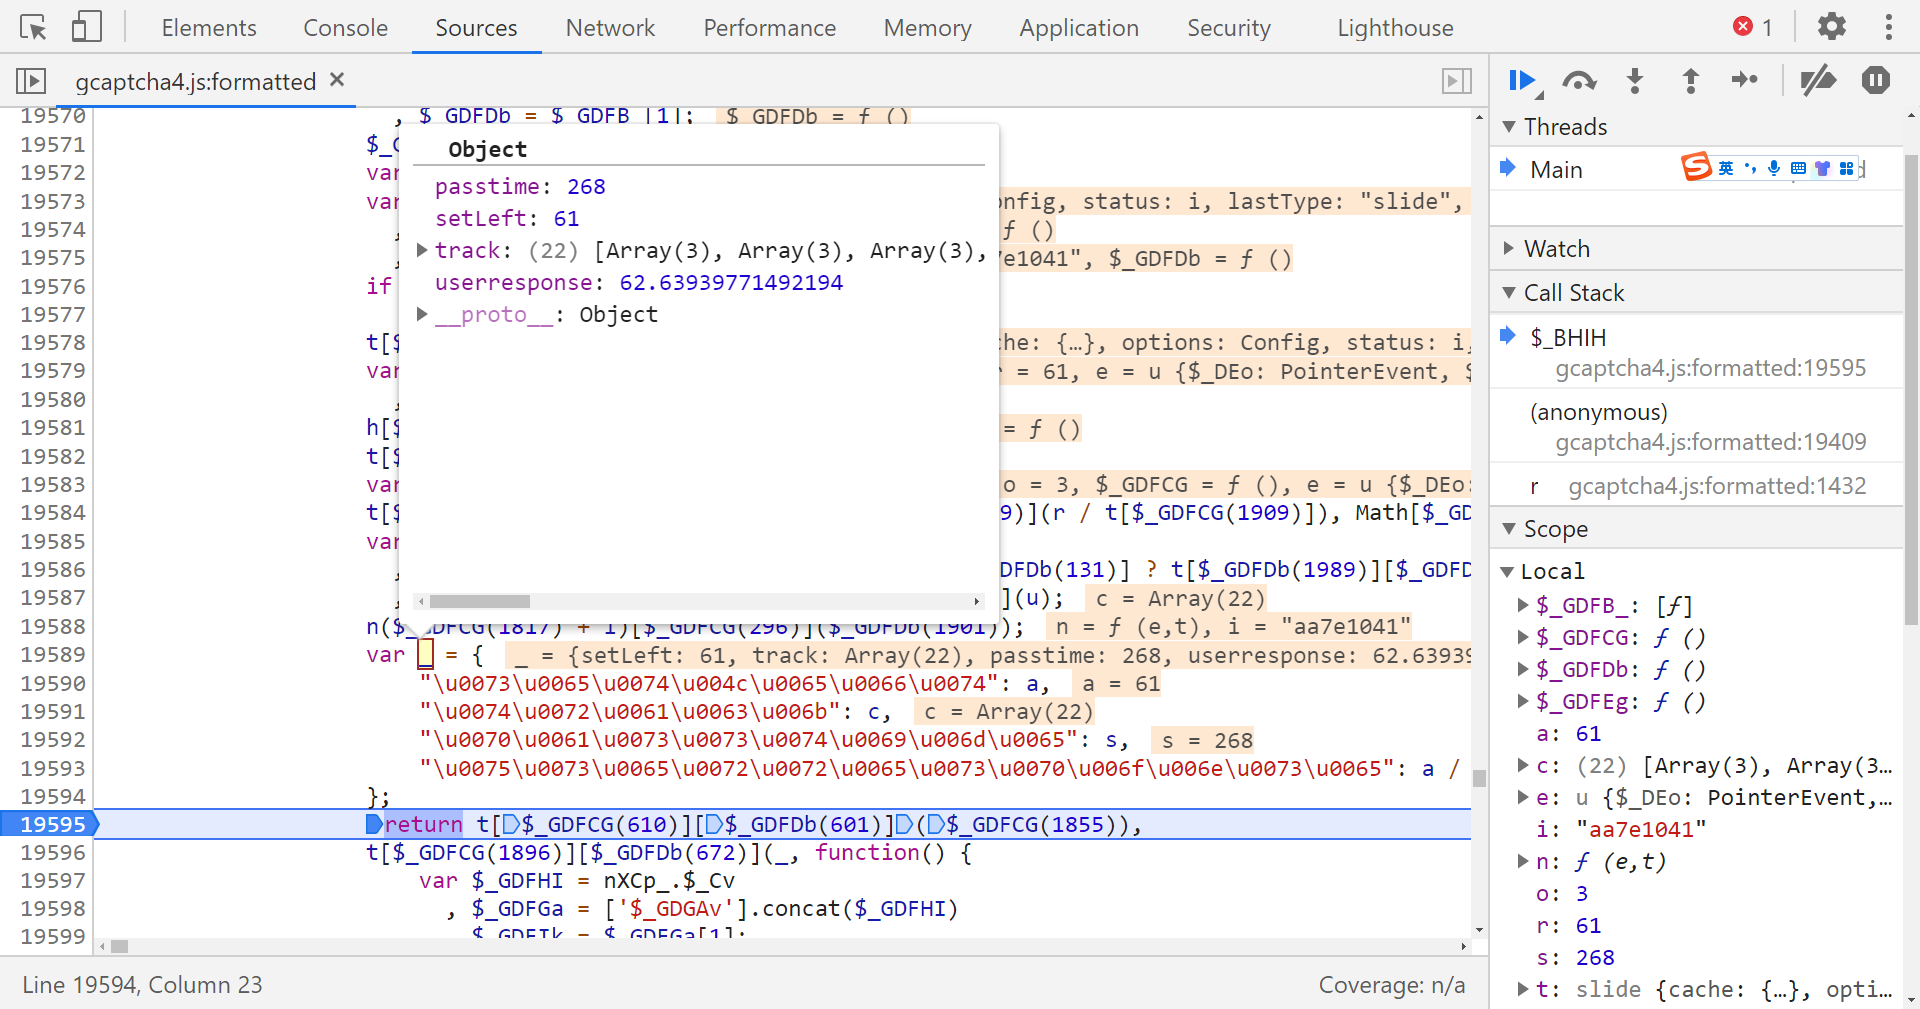 Elements Console Sources Network Performance Memory Application Security Lighthouse 1
gcaptcha4.js:formatted ×
19570 , $_GDFDb = $_GDFB_[1]; $_GDFDb = ƒ ()
19571 $_G
19572 var
19573 var nfig, status: i, lastType: "slide",
19574 , ƒ ()
19575 , 7e1041", $_GDFDb = ƒ ()
19576 if
19577
19578 t[$ che: {…}, options: Config, status: i,
19579 var r = 61, e = u {$_DEo: PointerEvent, $
19580 ,
19581 h[$ = ƒ ()
19582 t[$
19583 var o = 3, $_GDFCG = ƒ (), e = u {$_DEo:
19584 t[$ 9)](r / t[$_GDFCG(1909)]), Math[$_GD
19585 var
19586 , DFDb(131)] ? t[$_GDFDb(1989)][$_GDFD
19587 , ](u); c = Array(22)
19588 n($_GDFCG(1817) + i)[$_GDFCG(296)]($_GDFDb(1901)); n = ƒ (e,t), i = "aa7e1041"
19589 var _ = { _ = {setLeft: 61, track: Array(22), passtime: 268, userresponse: 62.63939
19590 "\u0073\u0065\u0074\u004c\u0065\u0066\u0074": a, a = 61
19591 "\u0074\u0072\u0061\u0063\u006b": c, c = Array(22)
19592 "\u0070\u0061\u0073\u0073\u0074\u0069\u006d\u0065": s, s = 268
19593 "\u0075\u0073\u0065\u0072\u0072\u0065\u0073\u0070\u006f\u006e\u0073\u0065": a /
19594 };
19595 return t[$_GDFCG(610)][$_GDFDb(601)]($_GDFCG(1855)),
19596 t[$_GDFCG(1896)][$_GDFDb(672)](_, function() {
19597 var $_GDFHI = nXCp_.$_Cv
19598 , $_GDFGa = ['$_GDGAv'].concat($_GDFHI)
19599 $_GDFIk = $_GDFGa[1];
Object
passtime: 268
setLeft: 61
track: (22) [Array(3), Array(3), Array(3),
userresponse: 62.63939771492194
__proto__: Object
Line 19594, Column 23
Coverage: n/a
Threads
Main
英
Watch
Call Stack
$_BHIH
gcaptcha4.js:formatted:19595
(anonymous)
gcaptcha4.js:formatted:19409
r gcaptcha4.js:formatted:1432
Scope
Local
$_GDFB_: [ƒ]
$_GDFCG: ƒ ()
$_GDFDb: ƒ ()
$_GDFEg: ƒ ()
a: 61
c: (22) [Array(3), Array(3…
e: u {$_DEo: PointerEvent,…
i: "aa7e1041"
n: ƒ (e,t)
o: 3
r: 61
s: 268
t: slide {cache: {…}, opti…